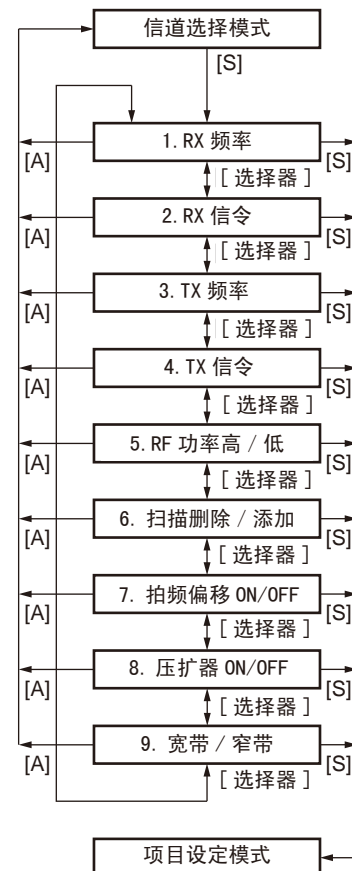 信道选择模式
[S]
1. RX 频率
[A]
[S]
[ 选择器 ]
2. RX 信令
[A]
[S]
[ 选择器 ]
3. TX 频率
[A]
[S]
[ 选择器 ]
4. TX 信令
[A]
[S]
[ 选择器 ]
5. RF 功率高 / 低
[A]
[S]
[ 选择器 ]
6. 扫描删除 / 添加
[A]
[S]
[ 选择器 ]
7. 拍频偏移 ON/OFF
[A]
[S]
[ 选择器 ]
8. 压扩器 ON/OFF
[A]
[S]
[ 选择器 ]
9. 宽带 / 窄带
[A]
[S]
[ 选择器 ]
项目设定模式